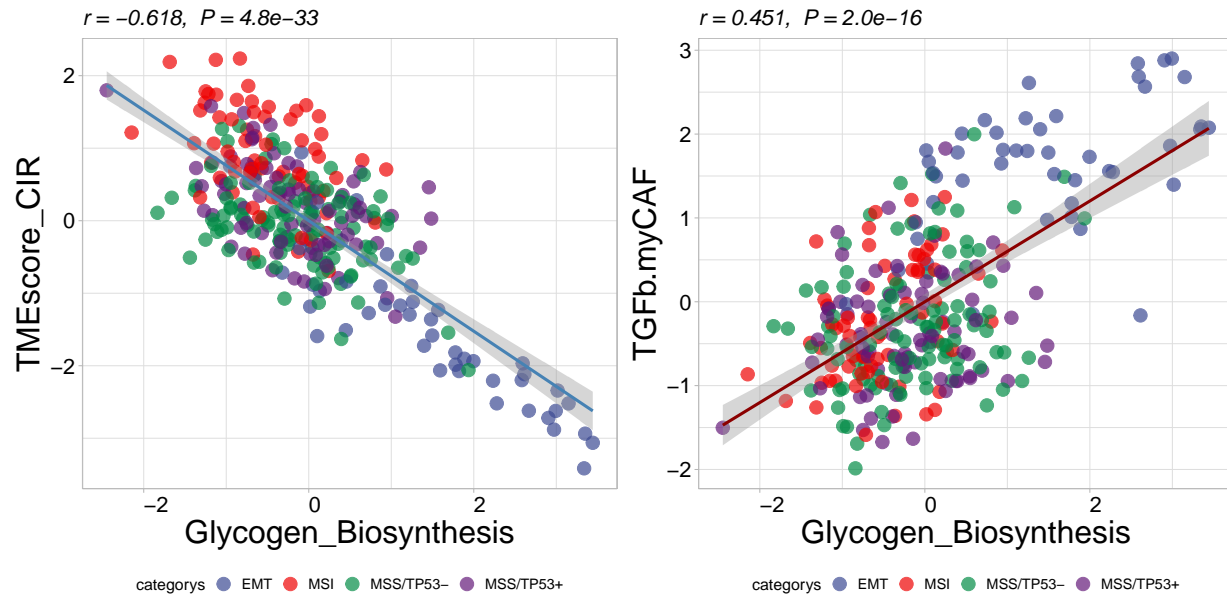 r = −0.618,  P = 4.8e−33
TMEscore_CIR
2
0
−2
−2
0
2
Glycogen_Biosynthesis
categorys EMT MSI MSS/TP53− MSS/TP53+
r = 0.451,  P = 2.0e−16
TGFb.myCAF
3
2
1
0
−1
−2
−2
0
2
Glycogen_Biosynthesis
categorys EMT MSI MSS/TP53− MSS/TP53+